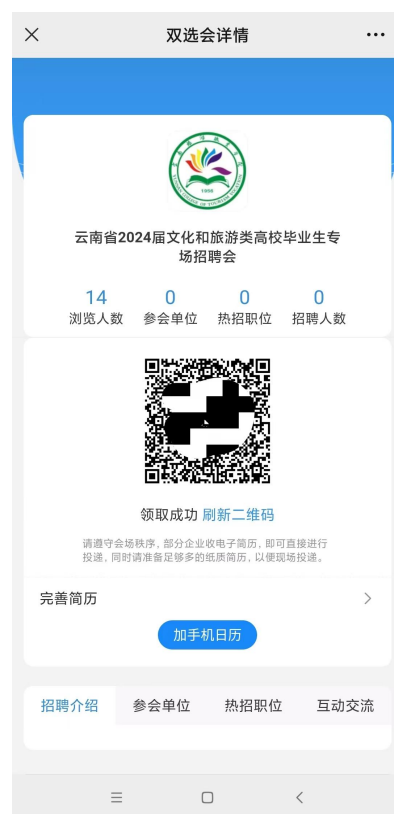 双选会详情
云南省2024届文化和旅游类高校毕业生专
场招聘会
14 0 0 0
浏览人数 参会单位 热招职位 招聘人数
领取成功 刷新二维码
请遵守会场秩序，部分企业收电子简历，即可直接进行
投递，同时请准备足够多的纸质简历，以便现场投递。
完善简历
加手机日历
招聘介绍 参会单位 热招职位 互动交流